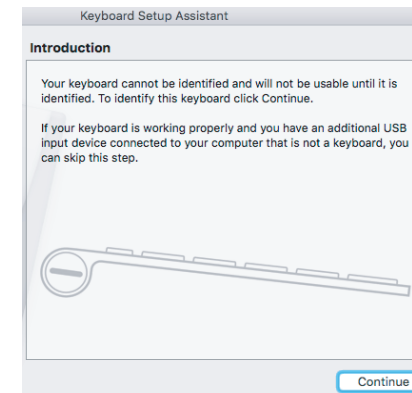 Keyboard Setup Assistant
Introduction
Your keyboard cannot be identified and will not be usable until it is
identified. To identify this keyboard click Continue.
If your keyboard is working properly and you have an additional USB
input device connected to your computer that is not a keyboard, you
can skip this step.
Continue